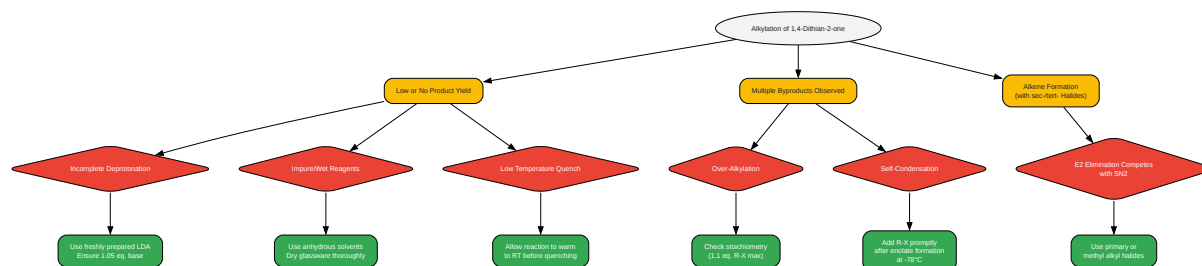 Alkylation of 1,4-Dithian-2-one
Low or No Product Yield
Multiple Byproducts Observed
Alkene Formation
(with sec-/tert- Halides)
Incomplete Deprotonation
Impure/Wet Reagents
Low Temperature Quench
Over-Alkylation
Self-Condensation
E2 Elimination Competes
with SN2
Use freshly prepared LDA
Ensure 1.05 eq. base
Use anhydrous solvents
Dry glassware thoroughly
Allow reaction to warm
to RT before quenching
Check stoichiometry
(1.1 eq. R-X max)
Add R-X promptly
after enolate formation
at -78°C
Use primary or
methyl alkyl halides